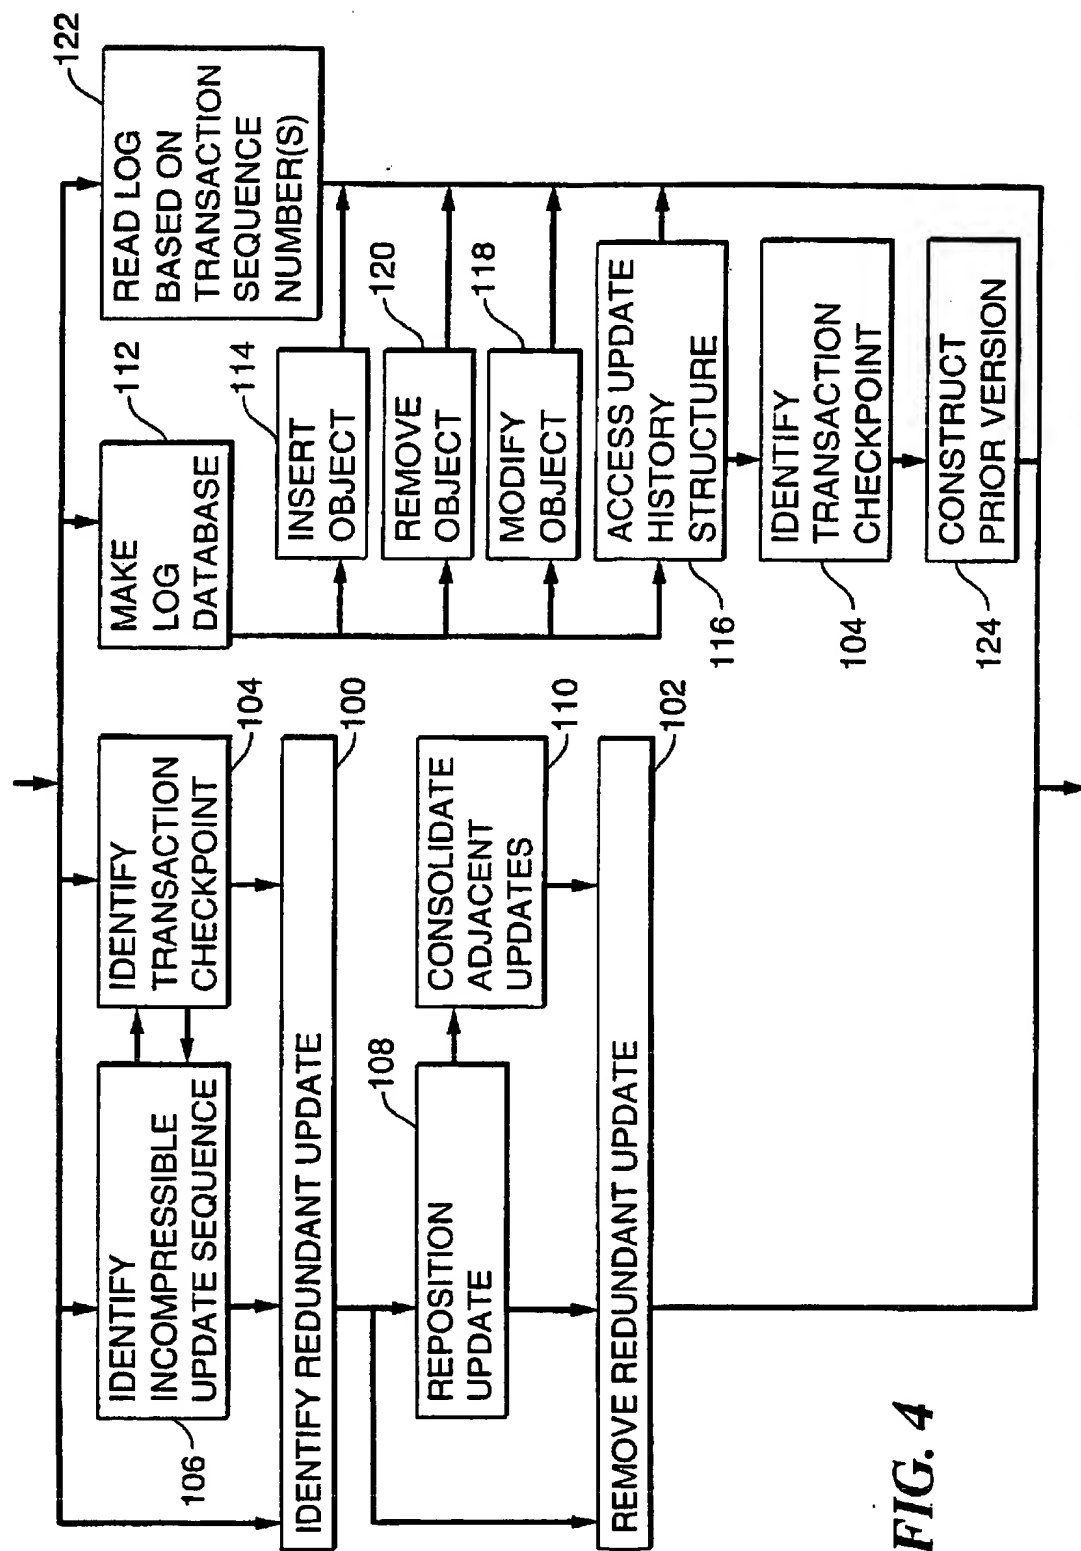 IDENTIFY
INCOMPRESSIBLE
UPDATE SEQUENCE
106
IDENTIFY
TRANSACTION
CHECKPOINT
104
MAKE
LOG
DATABASE
112
READ LOG
BASED ON
TRANSACTION
SEQUENCE
NUMBER(S)
122
IDENTIFY REDUNDANT UPDATE
100
INSERT
OBJECT
114
REMOVE
OBJECT
120
REPOSITION
UPDATE
108
CONSOLIDATE
ADJACENT
UPDATES
110
MODIFY
OBJECT
118
REMOVE REDUNDANT UPDATE
102
ACCESS UPDATE
HISTORY
STRUCTURE
116
IDENTIFY
TRANSACTION
CHECKPOINT
104
CONSTRUCT
PRIOR VERSION
124
FIG. 4